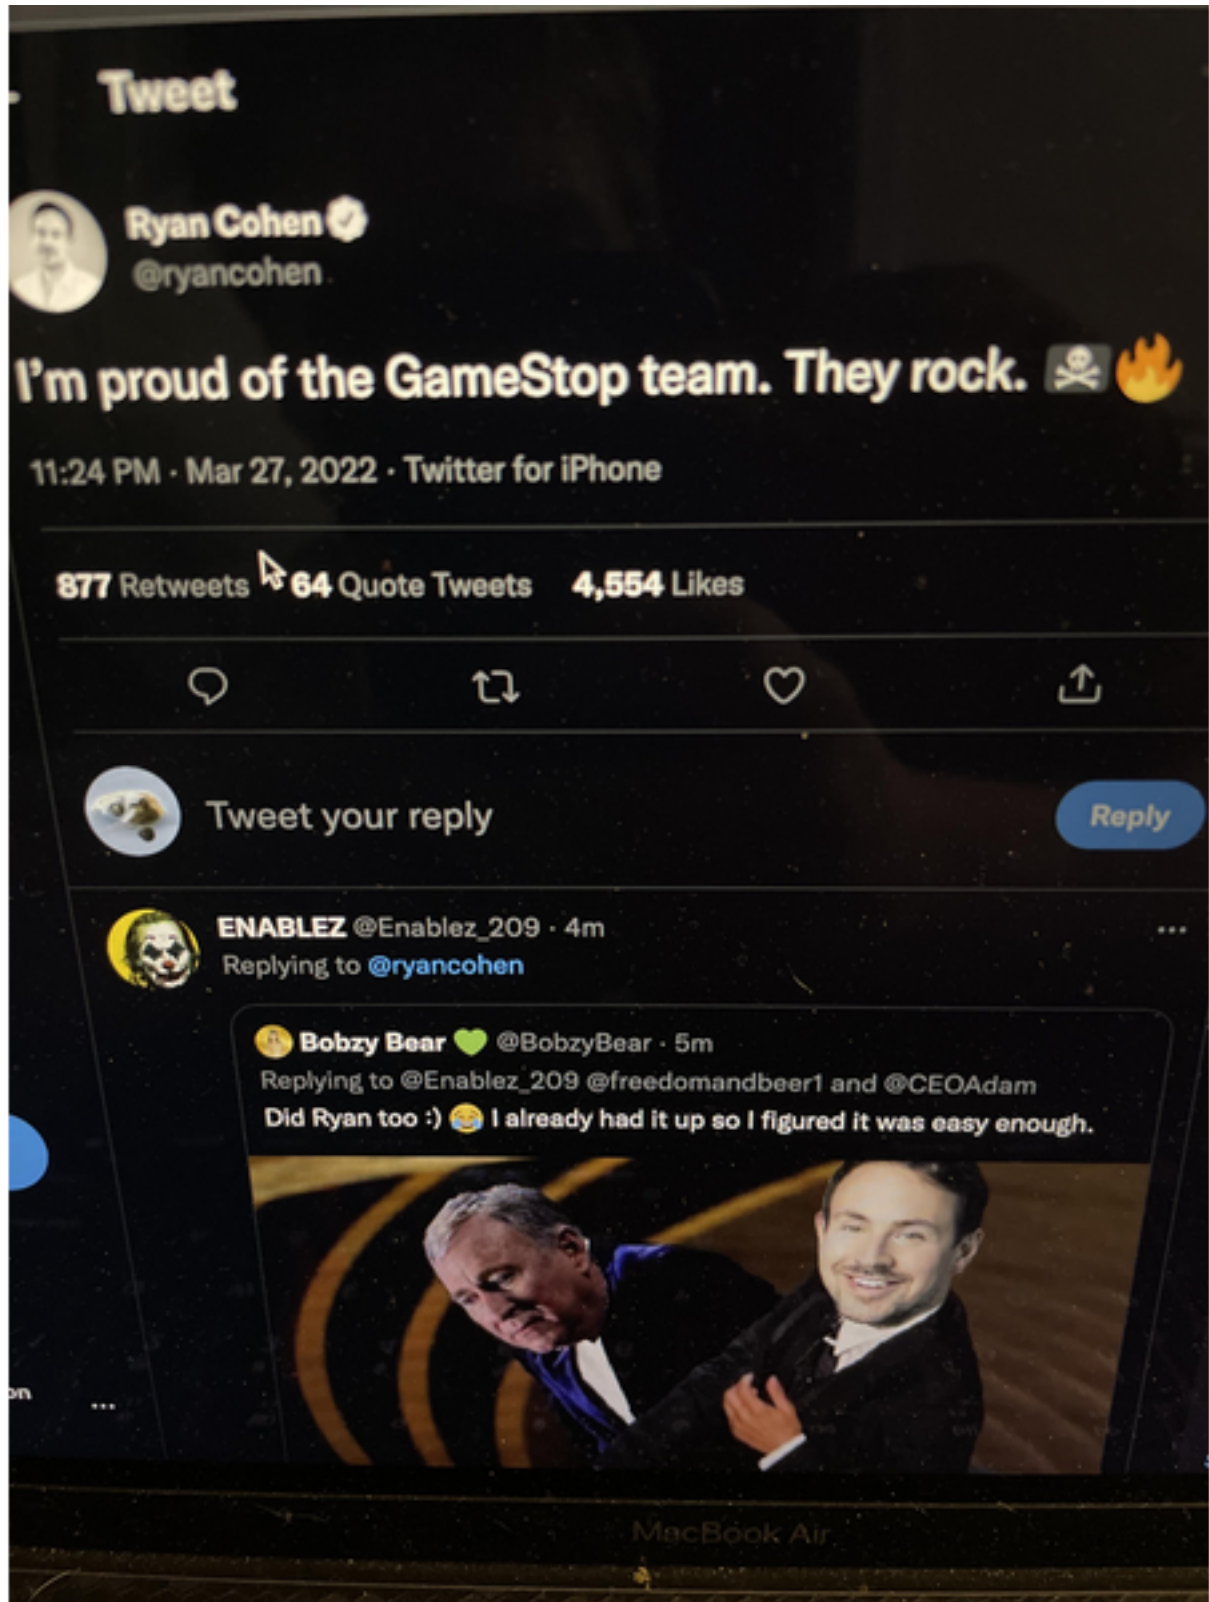 Tweet
Ryan Cohen
@ryancohen
I'm proud of the GameStop team. They rock. ☠️🔥
11:24 PM · Mar 27, 2022 · Twitter for iPhone
877 Retweets 64 Quote Tweets 4,554 Likes
Tweet your reply
Reply
ENABLEZ @Enablez_209 · 4m
...
Replying to @ryancohen
Bobzy Bear 💚 @BobzyBear · 5m
Replying to @Enablez_209 @freedomandbeer1 and @CEOAdam
Did Ryan too :) 😂 I already had it up so I figured it was easy enough.
on
...
MacBook Air